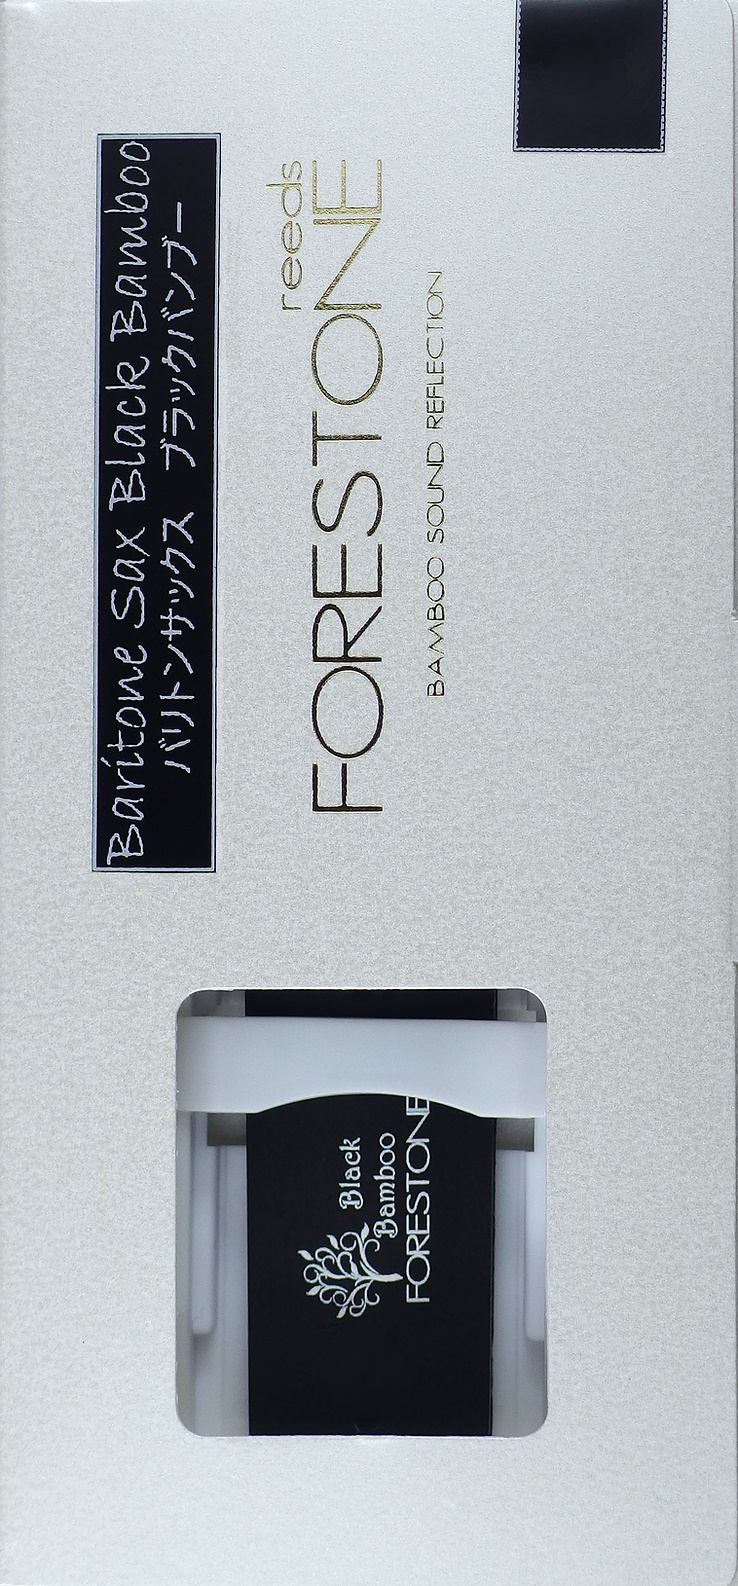 Baritone Sax Black Bamboo
バリトンサックス ブラックバンブー
reeds
FORESTONE
BAMBOO SOUND REFLECTION
Black
Bamboo
FORESTONE